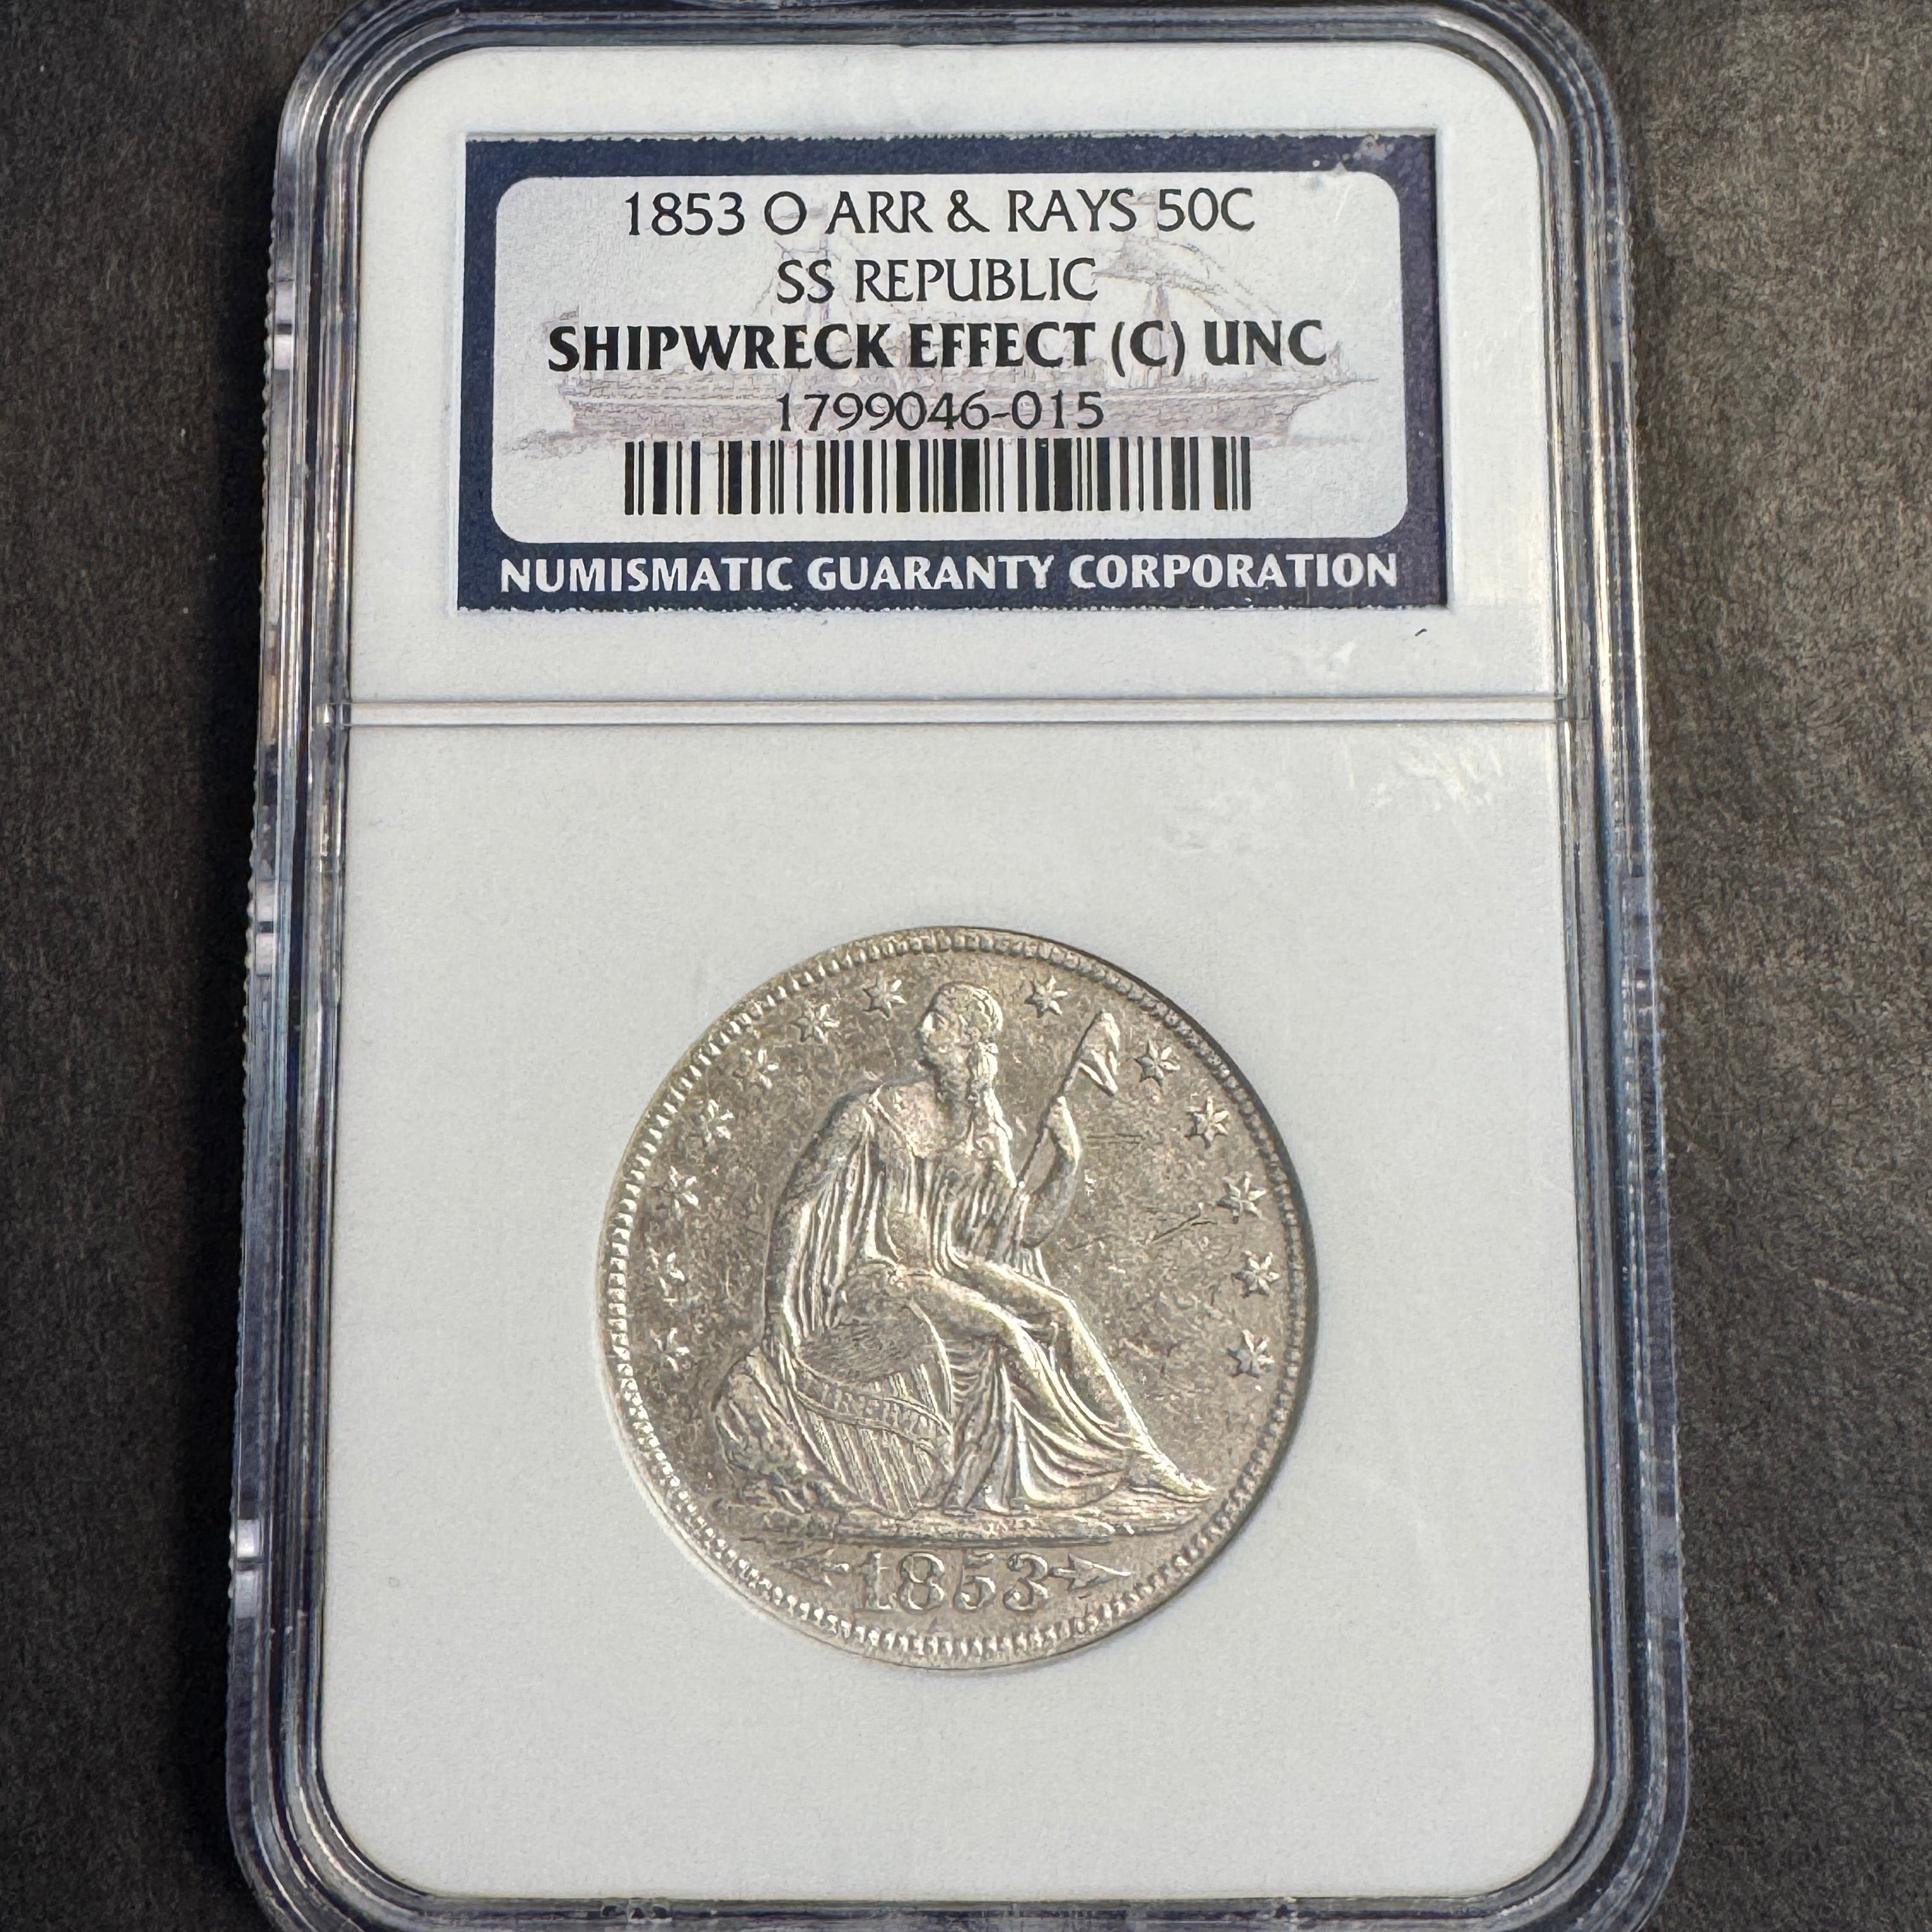 1853 O ARR & RAYS 50C
SS REPUBLIC
SHIPWRECK EFFECT (C) UNC
1799046-015
NUMISMATIC GUARANTY CORPORATION
LIBERTY
1853